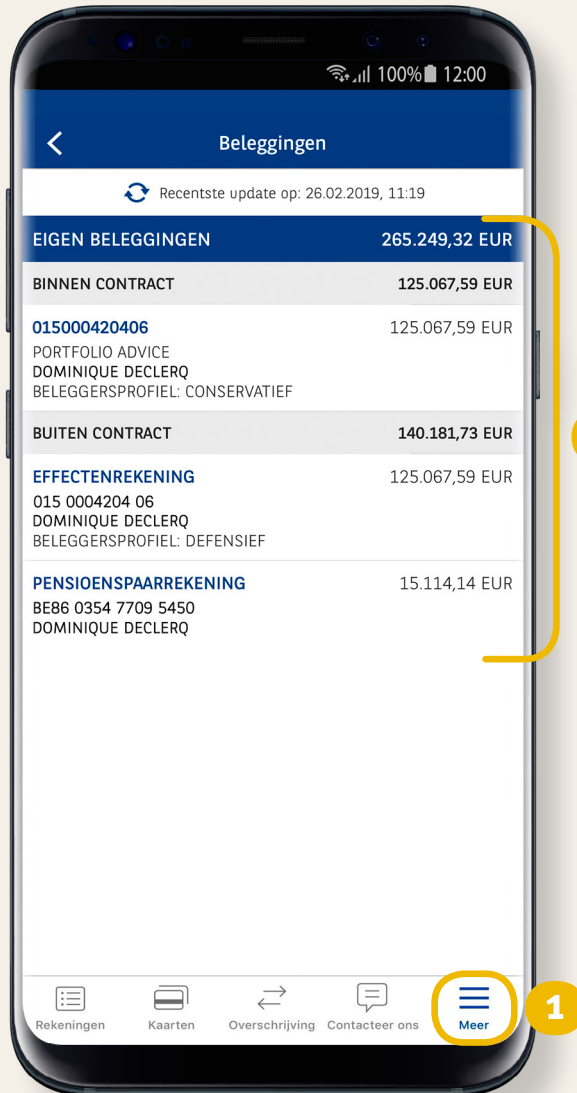 100% 12:00
Beleggingen
Recentste update op: 26.02.2019, 11:19
EIGEN BELEGGINGEN 265.249,32 EUR
BINNEN CONTRACT 125.067,59 EUR
015000420406 125.067,59 EUR
PORTFOLIO ADVICE
DOMINIQUE DECLERQ
BELEGGERSPROFIEL: CONSERVATIEF
BUITEN CONTRACT 140.181,73 EUR
EFFECTENREKENING 125.067,59 EUR
015 0004204 06
DOMINIQUE DECLERQ
BELEGGERSPROFIEL: DEFENSIEF
PENSIOENSPAARREKENING 15.114,14 EUR
BE86 0354 7709 5450
DOMINIQUE DECLERQ
Rekeningen Kaarten Overschrijving Contacteer ons Meer
1